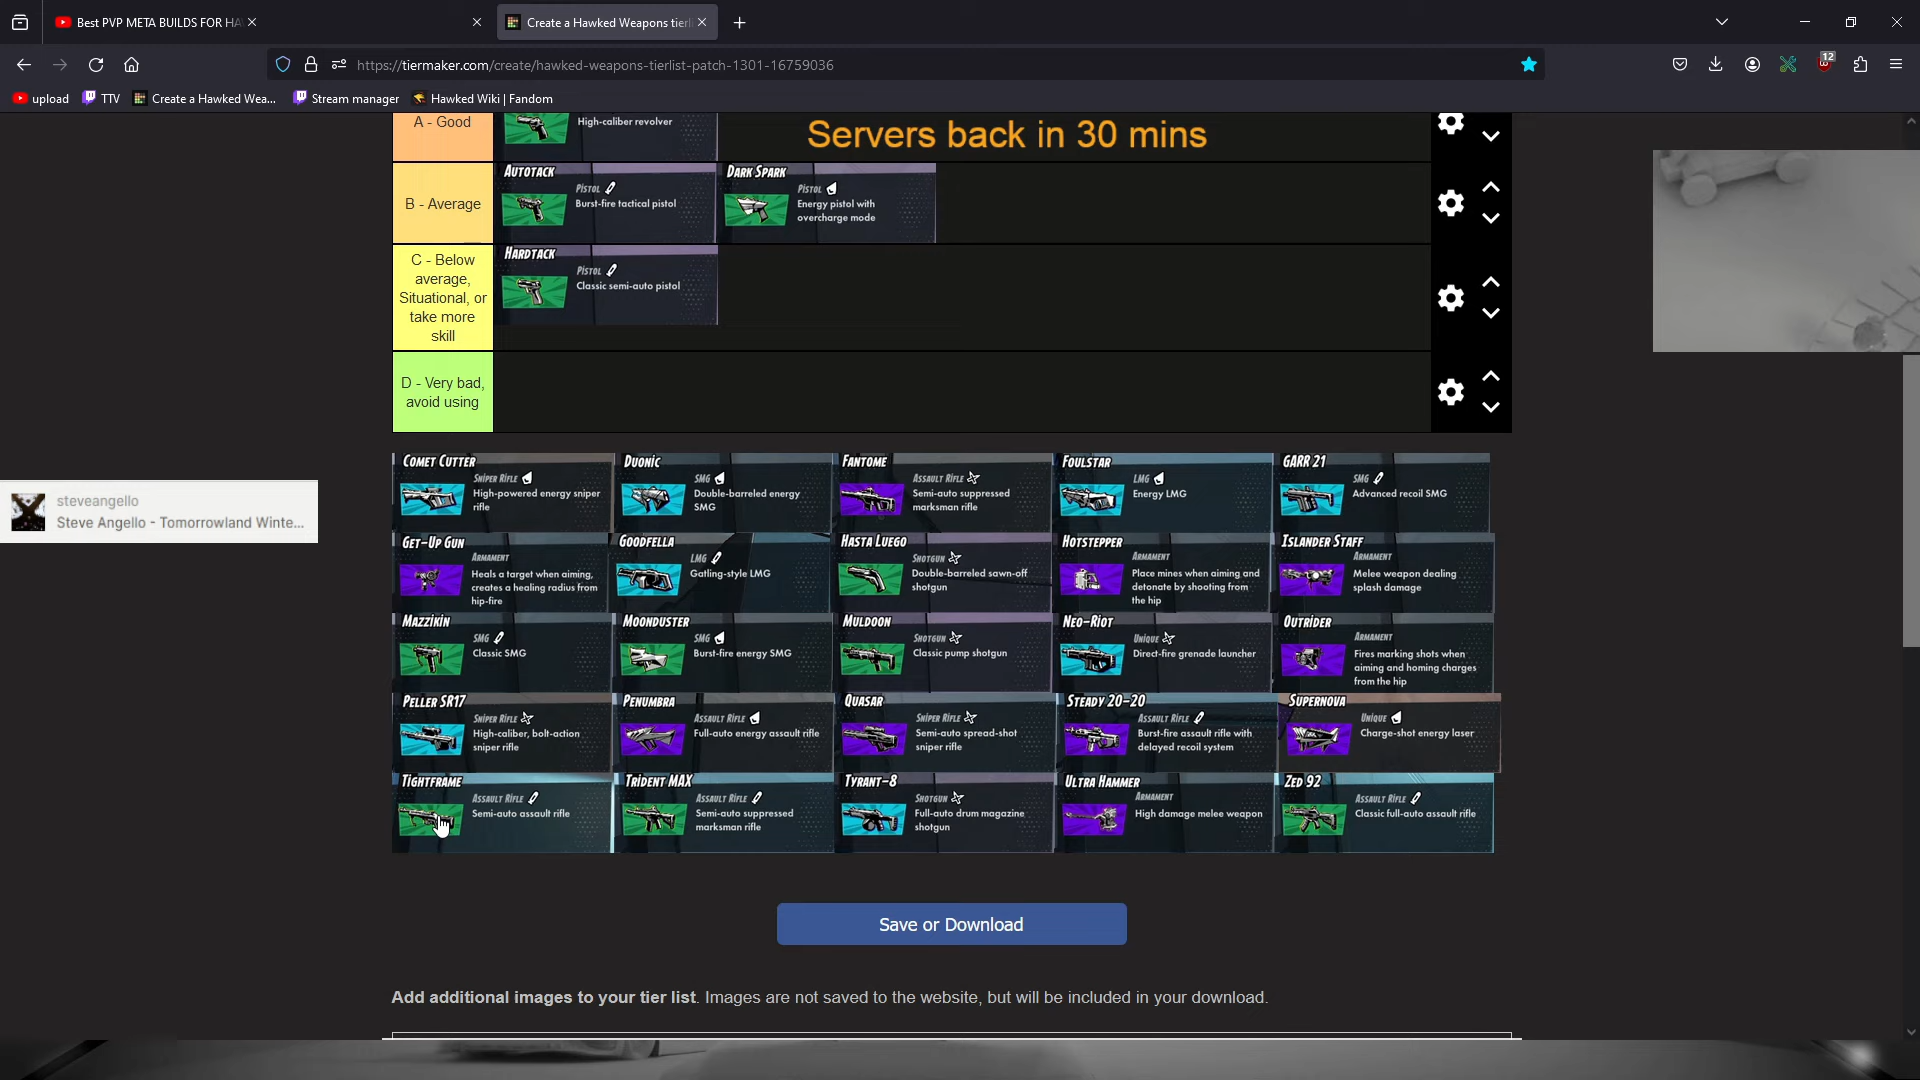 Best PVP META BUILDS FOR HA
Create a Hawked Weapons tierl
https://tiermaker.com/create/hawked-weapons-tierlist-patch-1301-16759036
12
upload
TTV
Create a Hawked Wea...
Stream manager
Hawked Wiki | Fandom
A - Good
High-caliber revolver
Servers back in 30 mins
B - Average
AUTOTACK
PISTOL
Burst-fire tactical pistol
DARK SPARK
PISTOL
Energy pistol with
overcharge mode
C - Below
average,
Situational, or
take more
skill
HARDTACK
PISTOL
Classic semi-auto pistol
D - Very bad,
avoid using
COMET CUTTER
SNIPER RIFLE
High-powered energy sniper
rifle
DUONIC
SMG
Double-barreled energy
SMG
FANTOME
ASSAULT RIFLE
Semi-auto suppressed
marksman rifle
FOULSTAR
LMG
Energy LMG
GARR 21
SMG
Advanced recoil SMG
steveangello
Steve Angello - Tomorrowland Winte...
GET-UP GUN
ARMAMENT
Heals a target when aiming,
creates a healing radius from
hip-fire
GOODFELLA
LMG
Gatling-style LMG
HASTA LUEGO
SHOTGUN
Double-barreled sawn-off
shotgun
HOTSTEPPER
ARMAMENT
Place mines when aiming and
detonate by shooting from
the hip
ISLANDER STAFF
ARMAMENT
Melee weapon dealing
splash damage
MAZZIKIN
SMG
Classic SMG
MOONDUSTER
SMG
Burst-fire energy SMG
MULDOON
SHOTGUN
Classic pump shotgun
NEO-RIOT
UNIQUE
Direct-fire grenade launcher
OUTRIDER
ARMAMENT
Fires marking shots when
aiming and homing charges
from the hip
PELLER SR17
SNIPER RIFLE
High-caliber, bolt-action
sniper rifle
PENUMBRA
ASSAULT RIFLE
Full-auto energy assault rifle
QUASAR
SNIPER RIFLE
Semi-auto spread-shot
sniper rifle
STEADY 20-20
ASSAULT RIFLE
Burst-fire assault rifle with
delayed recoil system
SUPERNOVA
UNIQUE
Charge-shot energy laser
TIGHTFRAME
ASSAULT RIFLE
Semi-auto assault rifle
TRIDENT MAX
ASSAULT RIFLE
Semi-auto suppressed
marksman rifle
TYRANT-8
SHOTGUN
Full-auto drum magazine
shotgun
ULTRA HAMMER
ARMAMENT
High damage melee weapon
ZED 92
ASSAULT RIFLE
Classic full-auto assault rifle
Save or Download
Add additional images to your tier list. Images are not saved to the website, but will be included in your download.